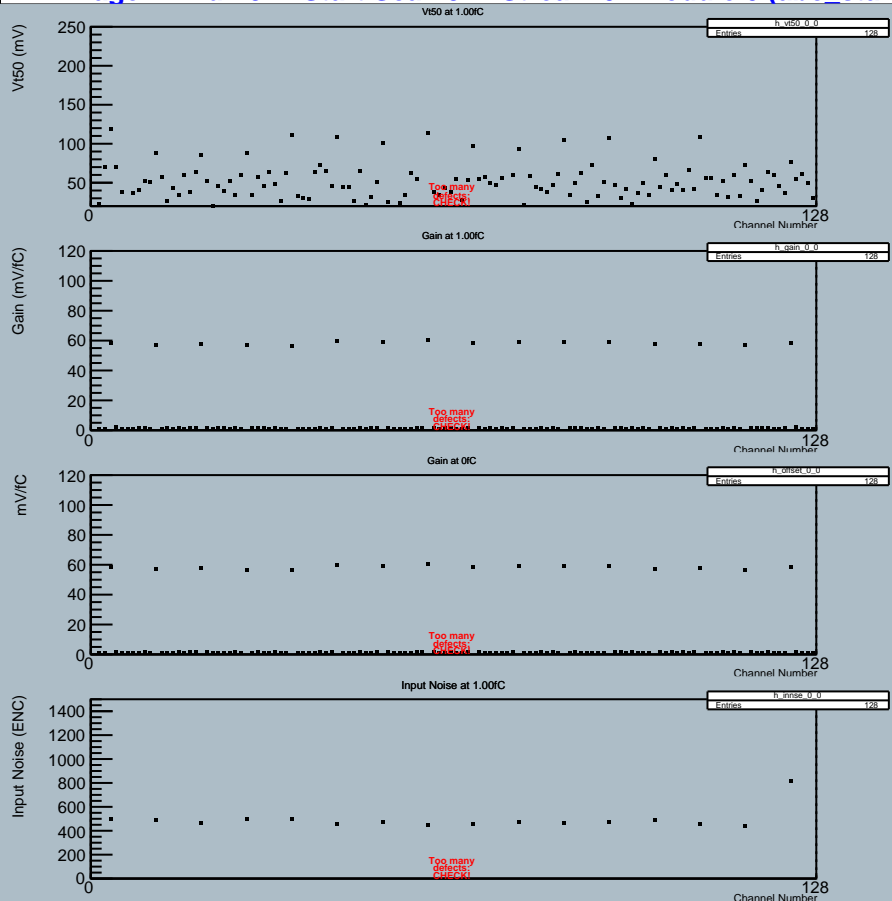 Vt50 at 1.00fC
h_vt50_0_0
Entries 128
Vt50 (mV)
250
200
150
100
50
0
128
Too many
defects:
CHECK!
Channel Number
Gain at 1.00fC
h_gain_0_0
Entries 128
Gain (mV/fC)
120
100
80
60
40
20
0
0
128
Too many
defects:
CHECK!
Channel Number
Gain at 0fC
h_offset_0_0
Entries 128
mV/fC
120
100
80
60
40
20
0
0
128
Too many
defects:
CHECK!
Channel Number
Input Noise at 1.00fC
h_innse_0_0
Entries 128
Input Noise (ENC)
1400
1200
1000
800
600
400
200
0
0
128
Too many
defects:
CHECK!
Channel Number